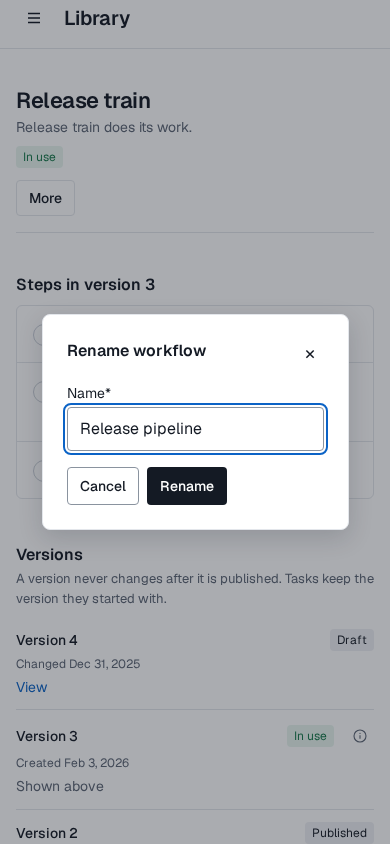 Library
Release train
Release train does its work.
In use
More
Steps in version 3
Rename workflow
Name*
Release pipeline
Cancel
Rename
Versions
A version never changes after it is published. Tasks keep the
version they started with.
Version 4
Draft
Changed Dec 31, 2025
View
Version 3
In use
Created Feb 3, 2026
Shown above
Version 2
Published